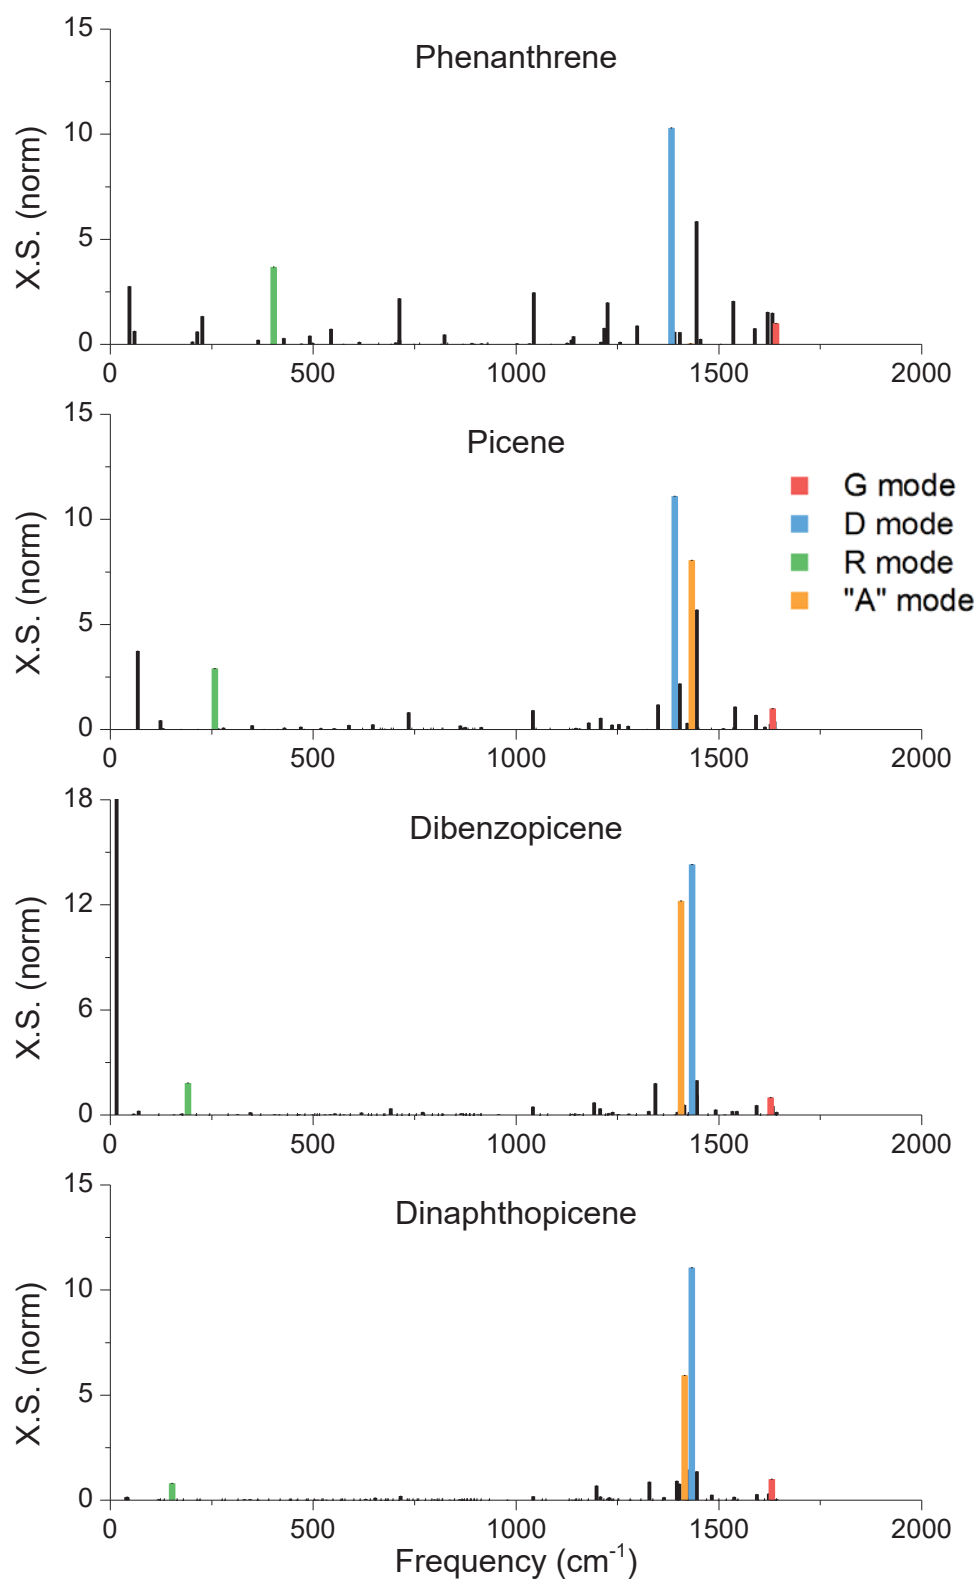 15
Phenanthrene
10
X.S. (norm)
5
0
0 500 1000 1500 2000
15
Picene
G mode
10
D mode
X.S. (norm)
R mode
"A" mode
5
0
0 500 1000 1500 2000
18
Dibenzopicene
12
X.S. (norm)
6
0
0 500 1000 1500 2000
15
Dinaphthopicene
10
X.S. (norm)
5
0
0 500 1000 1500 2000
Frequency (cm⁻¹)